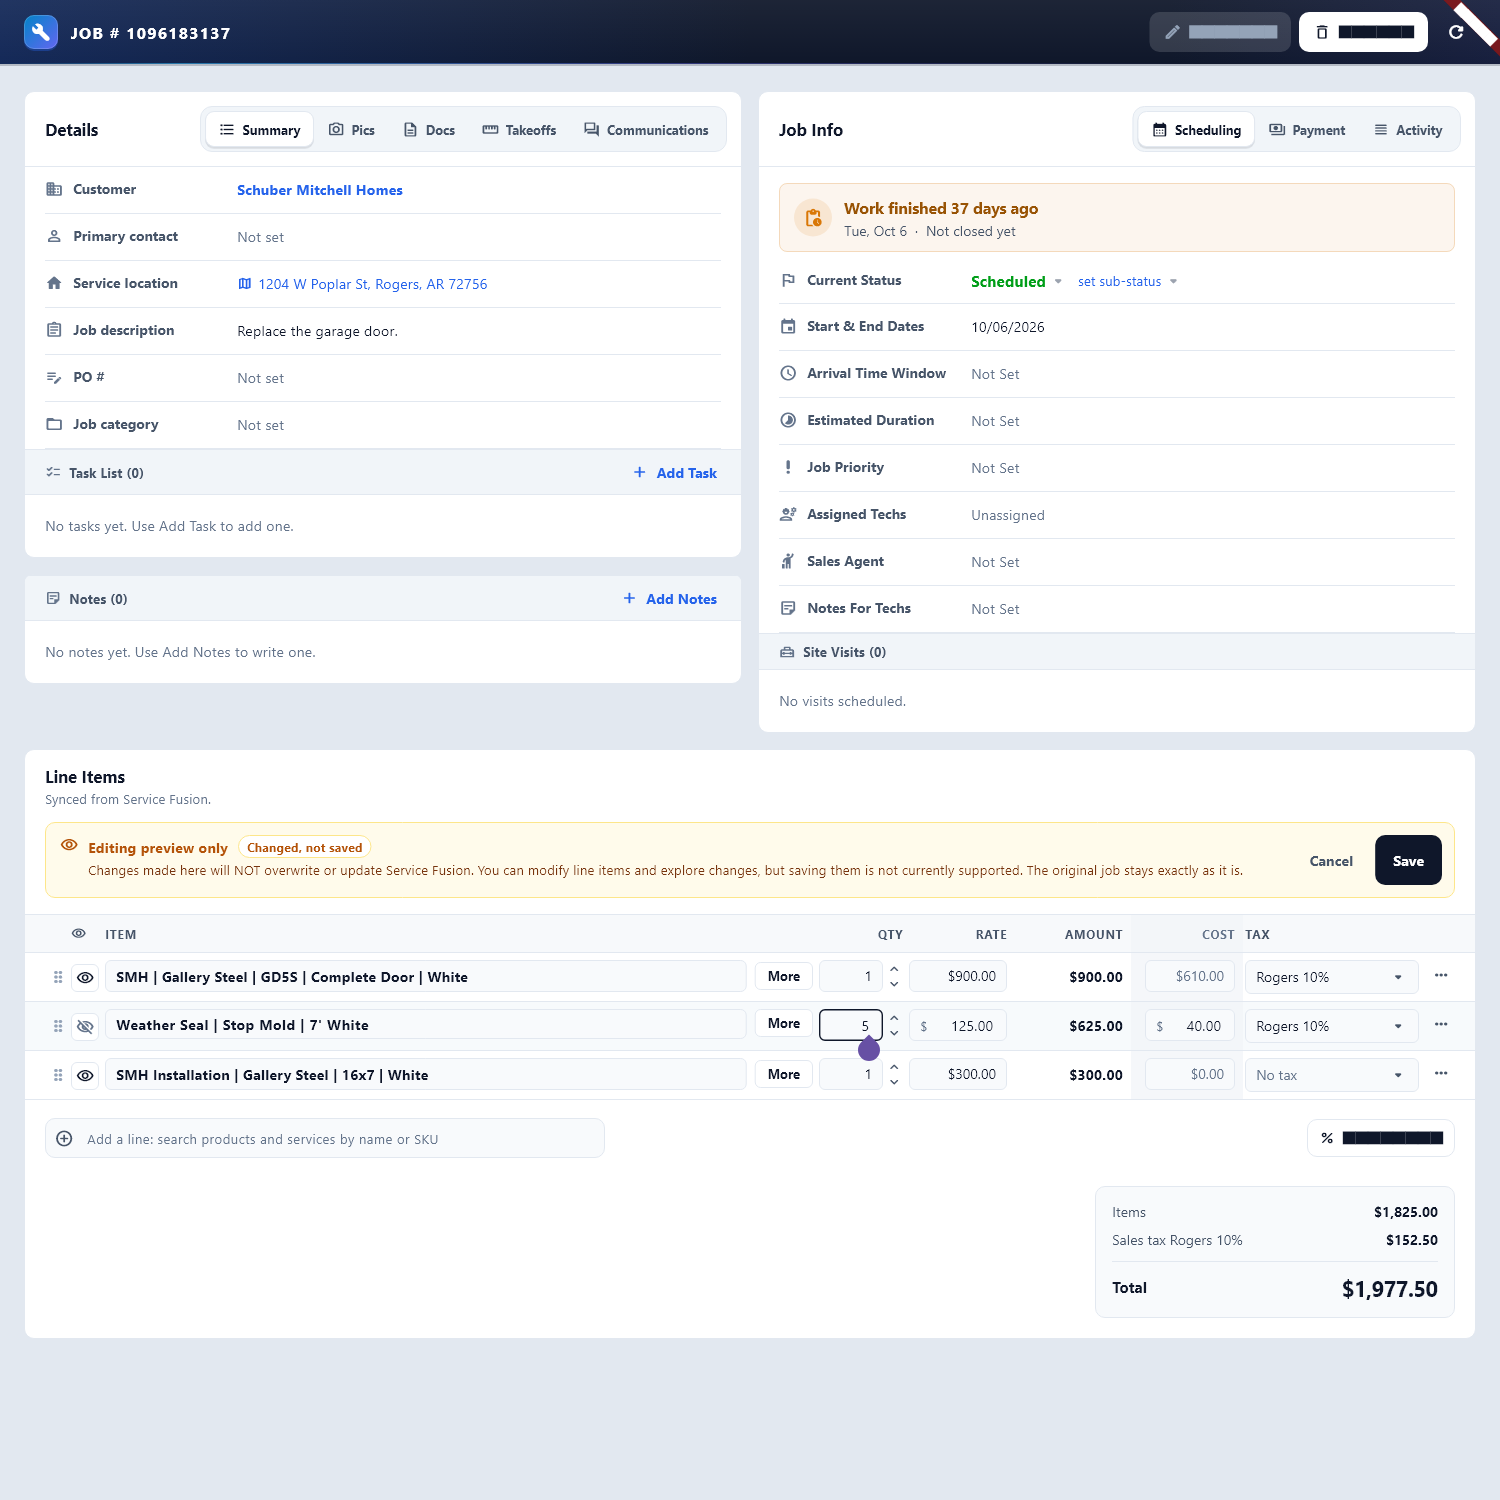 JOB # 1096183137
Details
Summary
Pics
Docs
Takeoffs
Communications
Customer
Schuber Mitchell Homes
Primary contact
Not set
Service location
1204 W Poplar St, Rogers, AR 72756
Job description
Replace the garage door.
PO #
Not set
Job category
Not set
Task List (0)
Add Task
No tasks yet. Use Add Task to add one.
Notes (0)
Add Notes
No notes yet. Use Add Notes to write one.
Job Info
Scheduling
Payment
Activity
Work finished 37 days ago
Tue, Oct 6 · Not closed yet
Current Status
Scheduled
set sub-status
Start & End Dates
10/06/2026
Arrival Time Window
Not Set
Estimated Duration
Not Set
Job Priority
Not Set
Assigned Techs
Unassigned
Sales Agent
Not Set
Notes For Techs
Not Set
Site Visits (0)
No visits scheduled.
Line Items
Synced from Service Fusion.
Editing preview only
Changed, not saved
Changes made here will NOT overwrite or update Service Fusion. You can modify line items and explore changes, but saving them is not currently supported. The original job stays exactly as it is.
Cancel
Save
ITEM QTY RATE AMOUNT COST TAX
SMH | Gallery Steel | GD5S | Complete Door | White More 1 $900.00 $900.00 $610.00 Rogers 10%
Weather Seal | Stop Mold | 7' White More 5 $ 125.00 $625.00 $ 40.00 Rogers 10%
SMH Installation | Gallery Steel | 16x7 | White More 1 $300.00 $300.00 $0.00 No tax
Add a line: search products and services by name or SKU
%
Items $1,825.00
Sales tax Rogers 10% $152.50
Total $1,977.50